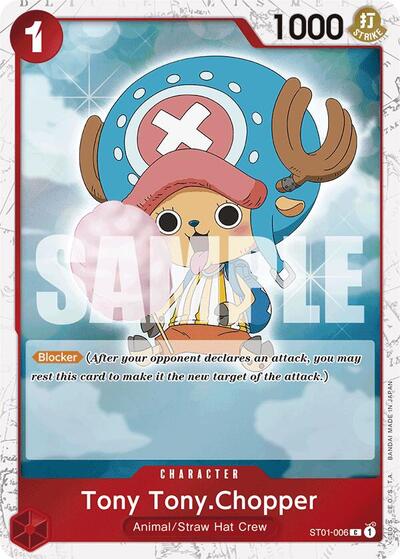 1
1000
打
STRIKE
SAMPLE
Blocker (After your opponent declares an attack, you may
rest this card to make it the new target of the attack.)
BANDAI MADE IN JAPAN
CHARACTER
Tony Tony.Chopper
Animal/Straw Hat Crew
ST01-006 C 1